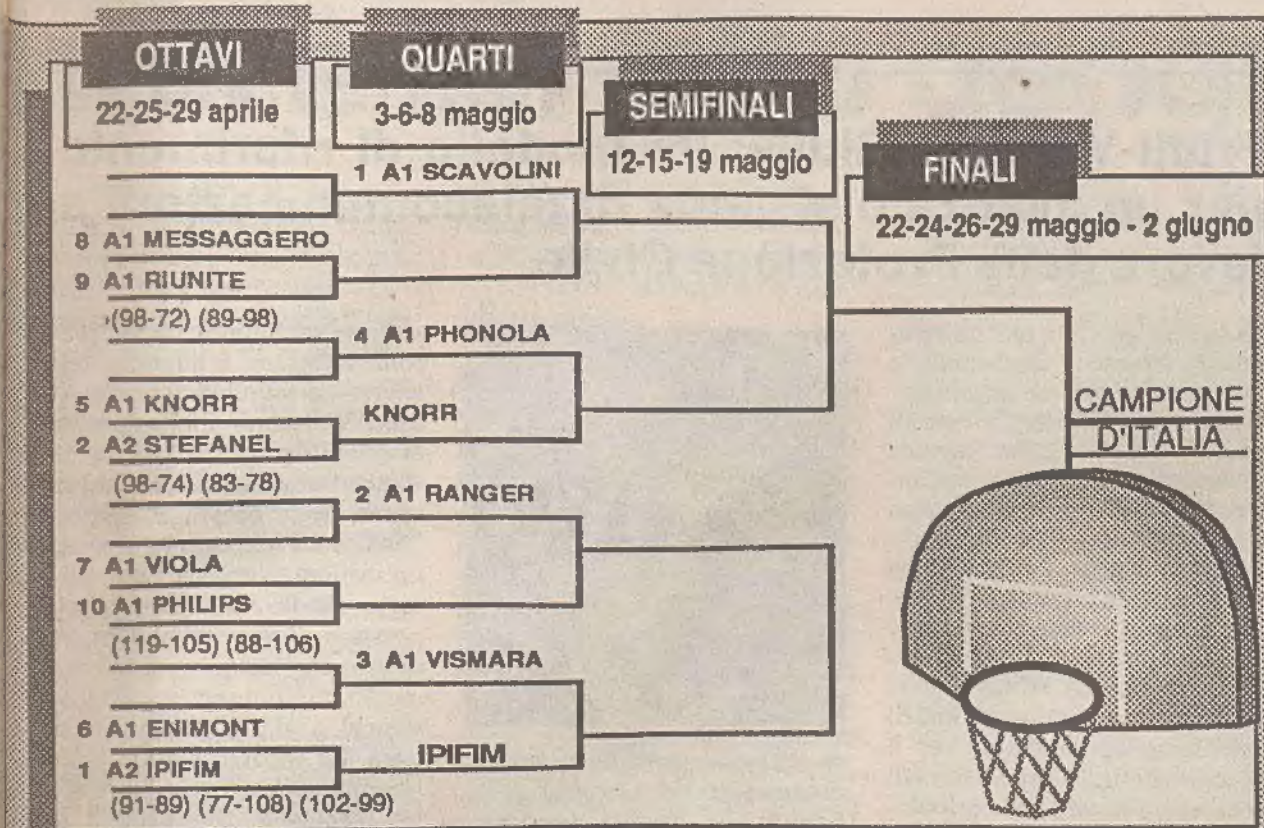 OTTAVI
22-25-29 aprile
QUARTI
3-6-8 maggio
SEMIFINALI
12-15-19 maggio
FINALI
22-24-26-29 maggio - 2 giugno
1 A1 SCAVOLINI
8 A1 MESSAGGERO
9 A1 RIUNITE
(98-72) (89-98)
4 A1 PHONOLA
5 A1 KNORR
KNORR
2 A2 STEFANEL
(98-74) (83-78)
2 A1 RANGER
7 A1 VIOLA
10 A1 PHILIPS
(119-105) (88-106)
3 A1 VISMARA
6 A1 ENIMONT
1 A2 IPIFIM
IPIFIM
(91-89) (77-108) (102-99)
CAMPIONE
D'ITALIA